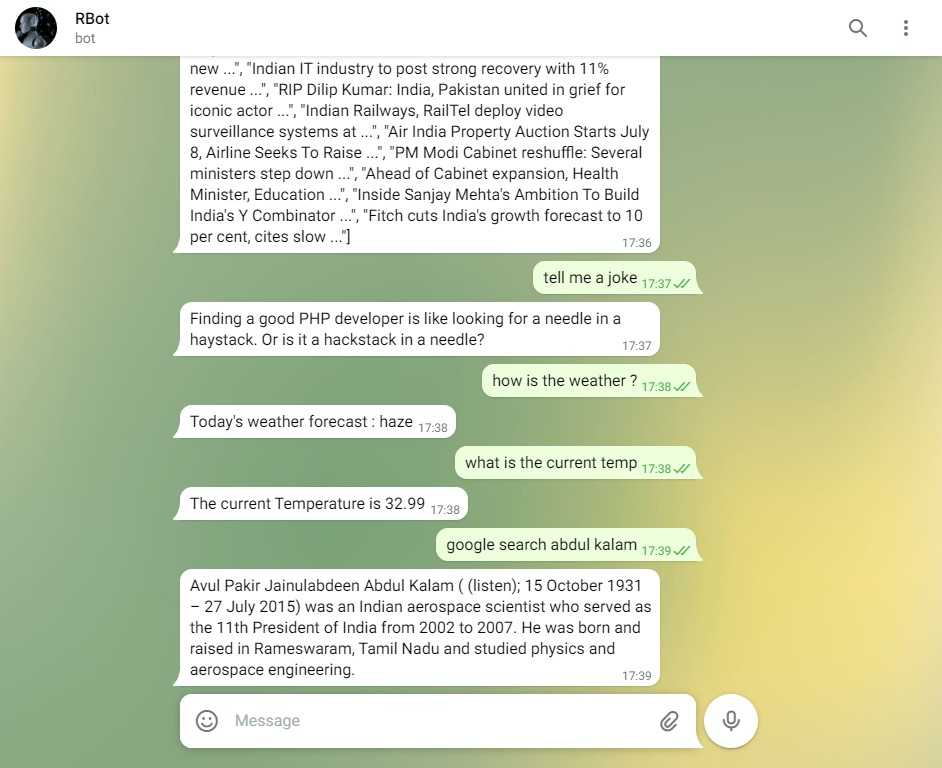 RBot
bot
new ...", "Indian IT industry to post strong recovery with 11%
revenue ...", "RIP Dilip Kumar: India, Pakistan united in grief for
iconic actor ...", "Indian Railways, RailTel deploy video
surveillance systems at ...", "Air India Property Auction Starts July
8, Airline Seeks To Raise ...", "PM Modi Cabinet reshuffle: Several
ministers step down ...", "Ahead of Cabinet expansion, Health
Minister, Education ...", "Inside Sanjay Mehta's Ambition To Build
India's Y Combinator ...", "Fitch cuts India's growth forecast to 10
per cent, cites slow ..."]
17:36
tell me a joke 17:37
Finding a good PHP developer is like looking for a needle in a
haystack. Or is it a hackstack in a needle?
17:37
how is the weather ? 17:38
Today's weather forecast : haze 17:38
what is the current temp 17:38
The current Temperature is 32.99 17:38
google search abdul kalam 17:39
Avul Pakir Jainulabdeen Abdul Kalam ( (listen); 15 October 1931
– 27 July 2015) was an Indian aerospace scientist who served as
the 11th President of India from 2002 to 2007. He was born and
raised in Rameswaram, Tamil Nadu and studied physics and
aerospace engineering.
17:39
Message